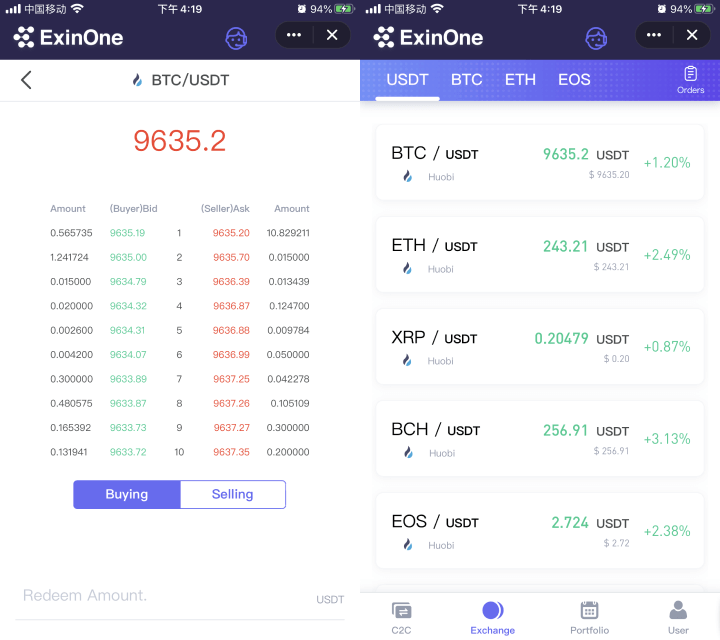 中国移动 下午 4:19 94%
ExinOne
BTC/USDT
9635.2
Amount (Buyer)Bid (Seller)Ask Amount
0.565735 9635.19 1 9635.20 10.829211
1.241724 9635.00 2 9635.70 0.015000
0.015000 9634.79 3 9636.39 0.013439
0.020000 9634.32 4 9636.87 0.124700
0.002600 9634.31 5 9636.88 0.009784
0.004200 9634.07 6 9636.99 0.050000
0.300000 9633.89 7 9637.25 0.042278
0.480575 9633.87 8 9637.26 0.105109
0.165392 9633.73 9 9637.27 0.300000
0.131941 9633.72 10 9637.35 0.200000
Buying Selling
Redeem Amount. USDT
中国移动 下午 4:19 94%
ExinOne
USDT BTC ETH EOS Orders
BTC / USDT 9635.2 USDT +1.20%
Huobi $ 9635.20
ETH / USDT 243.21 USDT +2.49%
Huobi $ 243.21
XRP / USDT 0.20479 USDT +0.87%
Huobi $ 0.20
BCH / USDT 256.91 USDT +3.13%
Huobi $ 256.91
EOS / USDT 2.724 USDT +2.38%
Huobi $ 2.72
C2C Exchange Portfolio User